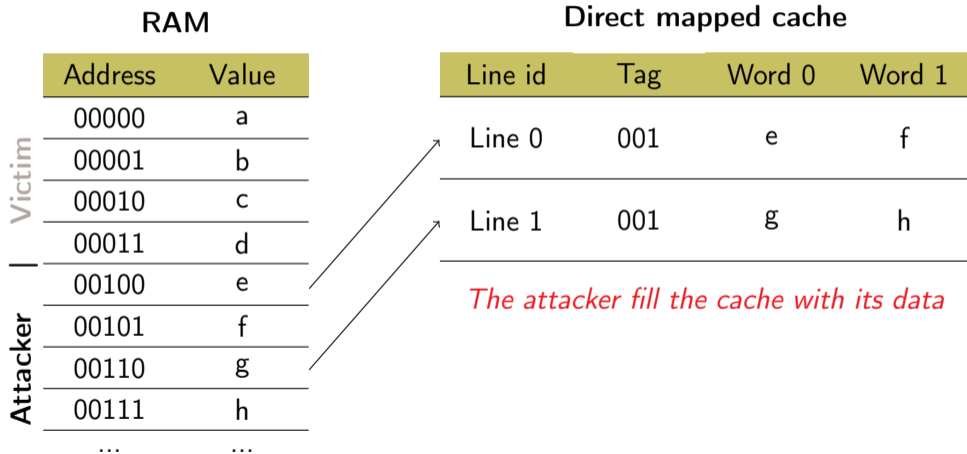 RAM
Address Value
00000 a
00001 b
00010 c
00011 d
00100 e
00101 f
00110 g
00111 h
... ...
Victim
|
Attacker
Direct mapped cache
Line id Tag Word 0 Word 1
Line 0 001 e f
Line 1 001 g h
The attacker fill the cache with its data